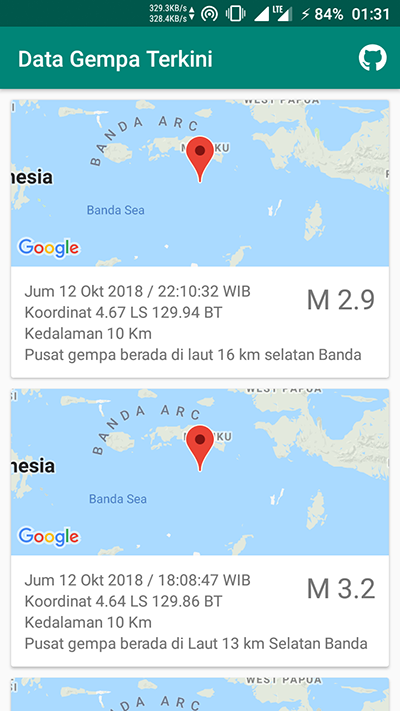 329.3KB/s
328.4KB/s
LTE
84%
01:31
Data Gempa Terkini
WEST PAPUA
BANDA ARC
nesia
Banda Sea
Google
Jum 12 Okt 2018 / 22:10:32 WIB
M 2.9
Koordinat 4.67 LS 129.94 BT
Kedalaman 10 Km
Pusat gempa berada di laut 16 km selatan Banda
WEST PAPUA
BANDA ARC
nesia
Banda Sea
Google
Jum 12 Okt 2018 / 18:08:47 WIB
M 3.2
Koordinat 4.64 LS 129.86 BT
Kedalaman 10 Km
Pusat gempa berada di Laut 13 km Selatan Banda
WEST PAPUA